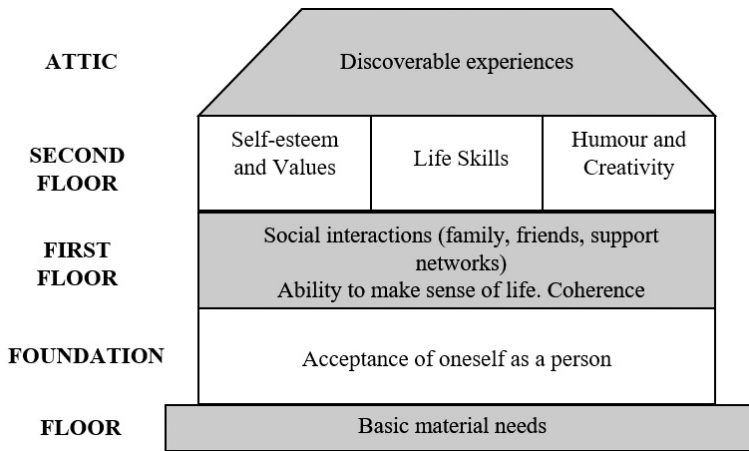 ATTIC
Discoverable experiences
SECOND
FLOOR
Self-esteem
and Values
Life Skills
Humour and
Creativity
FIRST
FLOOR
Social interactions (family, friends, support
networks)
Ability to make sense of life. Coherence
FOUNDATION
Acceptance of oneself as a person
FLOOR
Basic material needs